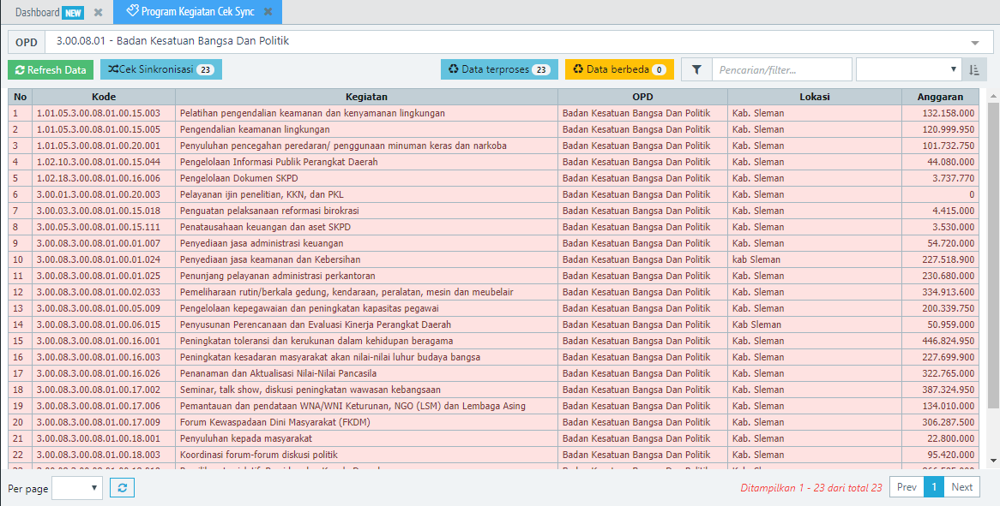 Dashboard NEW Program Kegiatan Cek Sync
OPD 3.00.08.01 - Badan Kesatuan Bangsa Dan Politik
Refresh Data Cek Sinkronisasi 23 Data terproses 23 Data berbeda 0 Pencarian/filter...
No Kode Kegiatan OPD Lokasi Anggaran
1 1.01.05.3.00.08.01.00.15.003 Pelatihan pengendalian keamanan dan kenyamanan lingkungan Badan Kesatuan Bangsa Dan Politik Kab. Sleman 132.158.000
2 1.01.05.3.00.08.01.00.15.005 Pengendalian keamanan lingkungan Badan Kesatuan Bangsa Dan Politik Kab. Sleman 120.999.950
3 1.01.05.3.00.08.01.00.20.001 Penyuluhan pencegahan peredaran/ penggunaan minuman keras dan narkoba Badan Kesatuan Bangsa Dan Politik Kab. Sleman 101.732.750
4 1.02.10.3.00.08.01.00.15.044 Pengelolaan Informasi Publik Perangkat Daerah Badan Kesatuan Bangsa Dan Politik Kab. Sleman 44.080.000
5 1.02.18.3.00.08.01.00.16.006 Pengelolaan Dokumen SKPD Badan Kesatuan Bangsa Dan Politik Kab. Sleman 3.737.770
6 3.00.01.3.00.08.01.00.20.003 Pelayanan ijin penelitian, KKN, dan PKL Badan Kesatuan Bangsa Dan Politik Kab. Sleman 0
7 3.00.03.3.00.08.01.00.15.018 Penguatan pelaksanaan reformasi birokrasi Badan Kesatuan Bangsa Dan Politik Kab. Sleman 4.415.000
8 3.00.05.3.00.08.01.00.15.111 Penatausahaan keuangan dan aset SKPD Badan Kesatuan Bangsa Dan Politik Kab. Sleman 3.530.000
9 3.00.08.3.00.08.01.00.01.007 Penyediaan jasa administrasi keuangan Badan Kesatuan Bangsa Dan Politik Kab. Sleman 54.720.000
10 3.00.08.3.00.08.01.00.01.024 Penyediaan jasa keamanan dan Kebersihan Badan Kesatuan Bangsa Dan Politik kab Sleman 227.518.900
11 3.00.08.3.00.08.01.00.01.025 Penunjang pelayanan administrasi perkantoran Badan Kesatuan Bangsa Dan Politik Kab. Sleman 230.680.000
12 3.00.08.3.00.08.01.00.02.033 Pemeliharaan rutin/berkala gedung, kendaraan, peralatan, mesin dan meubelair Badan Kesatuan Bangsa Dan Politik Kab. Sleman 334.913.600
13 3.00.08.3.00.08.01.00.05.009 Pengelolaan kepegawaian dan peningkatan kapasitas pegawai Badan Kesatuan Bangsa Dan Politik Kab. Sleman 200.339.750
14 3.00.08.3.00.08.01.00.06.015 Penyusunan Perencanaan dan Evaluasi Kinerja Perangkat Daerah Badan Kesatuan Bangsa Dan Politik Kab Sleman 50.959.000
15 3.00.08.3.00.08.01.00.16.001 Peningkatan toleransi dan kerukunan dalam kehidupan beragama Badan Kesatuan Bangsa Dan Politik Kab. Sleman 446.824.950
16 3.00.08.3.00.08.01.00.16.003 Peningkatan kesadaran masyarakat akan nilai-nilai luhur budaya bangsa Badan Kesatuan Bangsa Dan Politik Kab. Sleman 227.699.900
17 3.00.08.3.00.08.01.00.16.026 Penanaman dan Aktualisasi Nilai-Nilai Pancasila Badan Kesatuan Bangsa Dan Politik Kab. Sleman 322.765.000
18 3.00.08.3.00.08.01.00.17.002 Seminar, talk show, diskusi peningkatan wawasan kebangsaan Badan Kesatuan Bangsa Dan Politik Kab. Sleman 387.324.950
19 3.00.08.3.00.08.01.00.17.006 Pemantauan dan pendataan WNA/WNI Keturunan, NGO (LSM) dan Lembaga Asing Badan Kesatuan Bangsa Dan Politik Kab. Sleman 134.010.000
20 3.00.08.3.00.08.01.00.17.009 Forum Kewaspadaan Dini Masyarakat (FKDM) Badan Kesatuan Bangsa Dan Politik Kab. Sleman 306.287.500
21 3.00.08.3.00.08.01.00.18.001 Penyuluhan kepada masyarakat Badan Kesatuan Bangsa Dan Politik Kab. Sleman 22.800.000
22 3.00.08.3.00.08.01.00.18.003 Koordinasi forum-forum diskusi politik Badan Kesatuan Bangsa Dan Politik Kab. Sleman 95.420.000
Per page Ditampilkan 1 - 23 dari total 23 Prev 1 Next